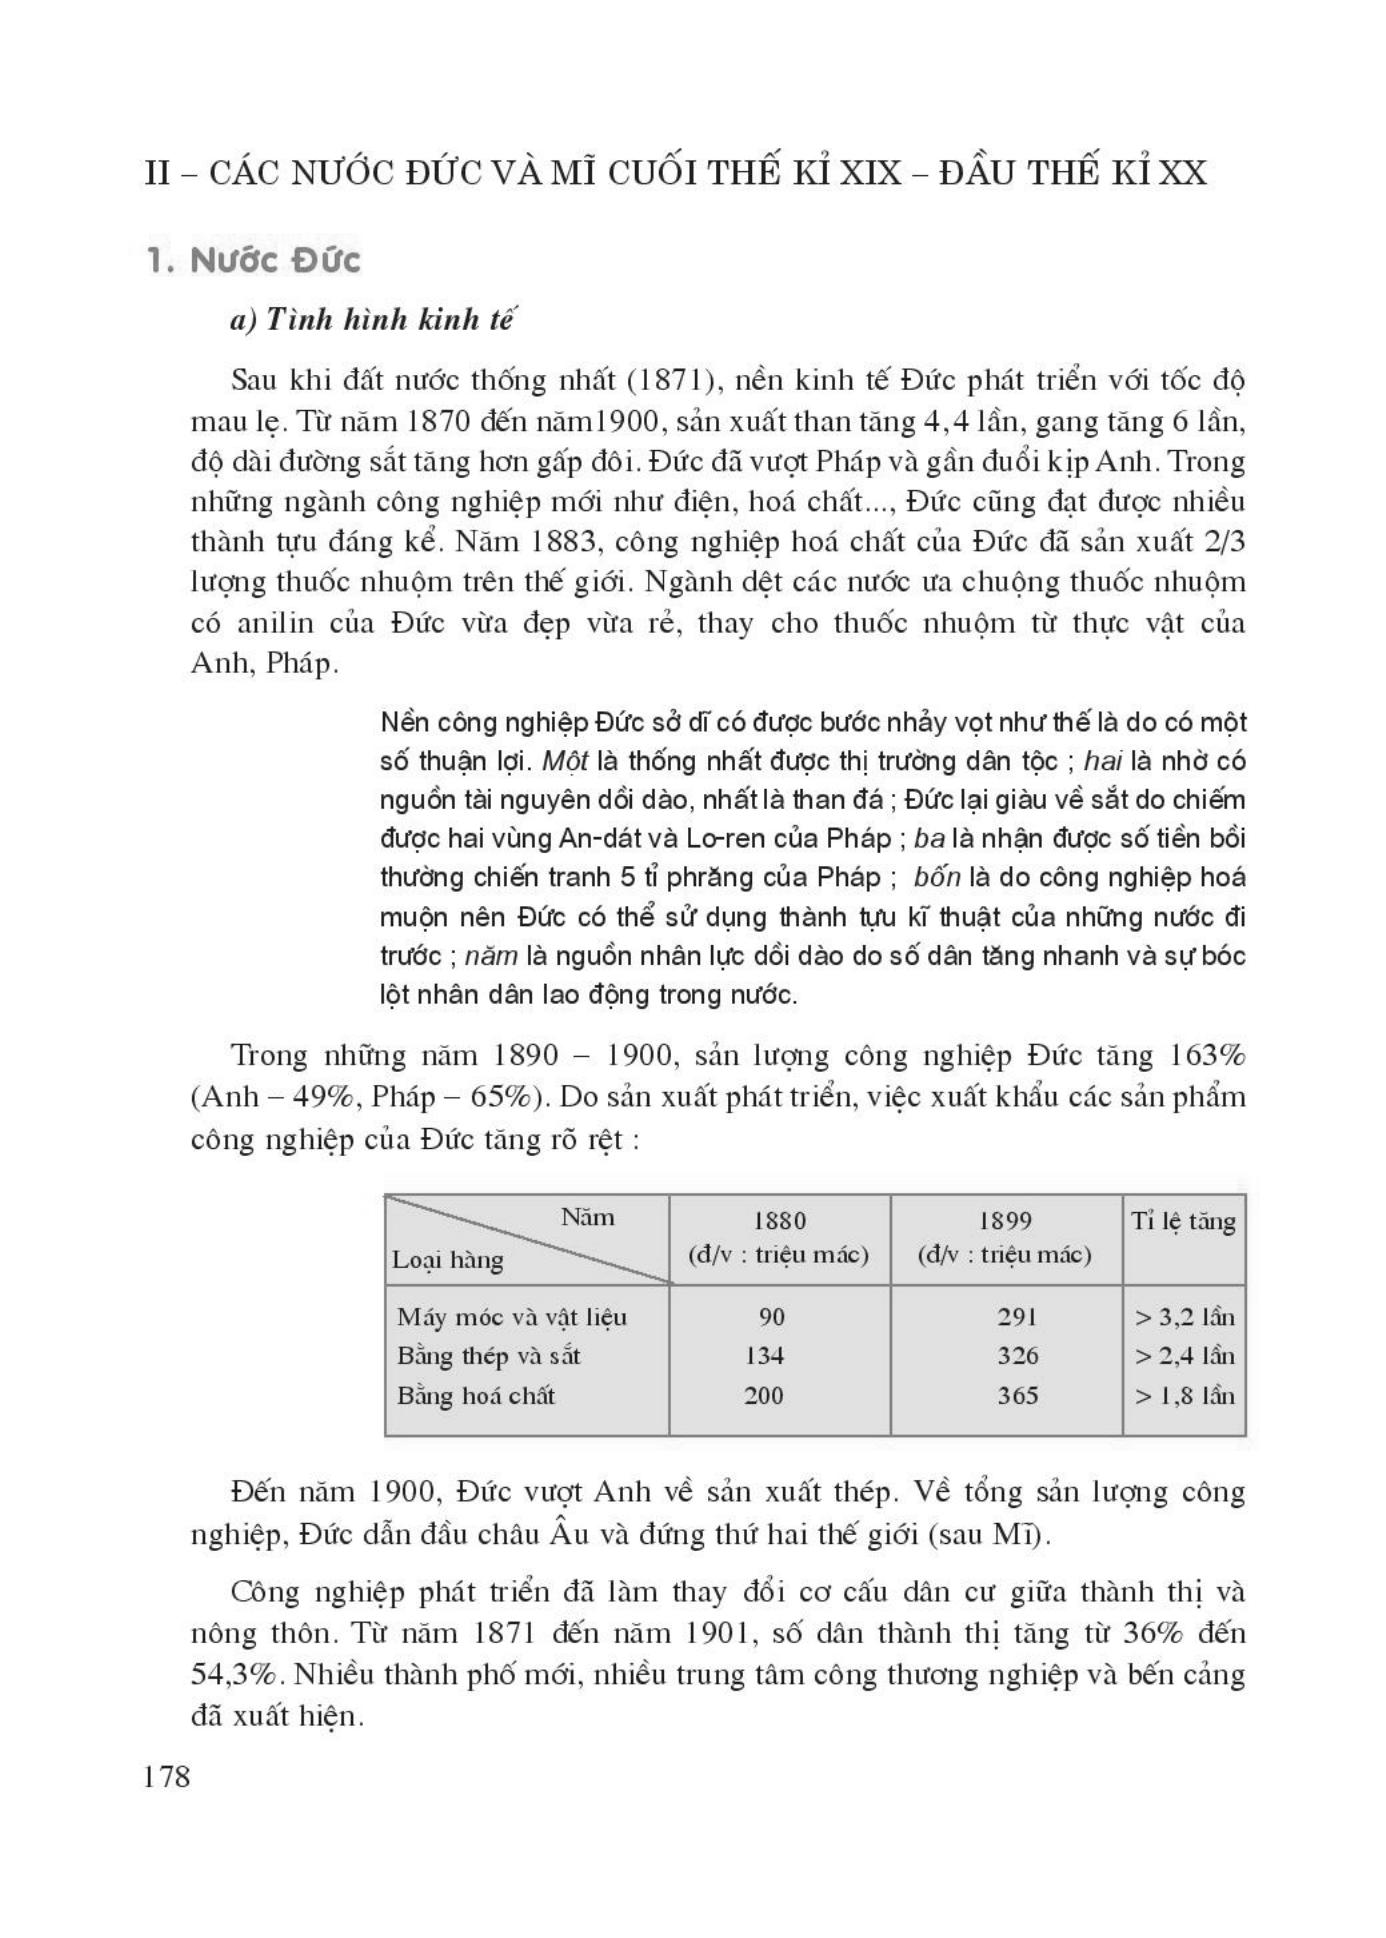 II – CÁC NƯỚC ĐỨC VÀ MĨ CUỐI THẾ KỈ XIX – ĐẦU THẾ KỈ XX
1. Nước Đức
a) Tình hình kinh tế
Sau khi đất nước thống nhất (1871), nền kinh tế Đức phát triển với tốc độ
mau lẹ. Từ năm 1870 đến năm1900, sản xuất than tăng 4,4 lần, gang tăng 6 lần,
độ dài đường sắt tăng hơn gấp đôi. Đức đã vượt Pháp và gần đuổi kịp Anh. Trong
những ngành công nghiệp mới như điện, hoá chất..., Đức cũng đạt được nhiều
thành tựu đáng kể. Năm 1883, công nghiệp hoá chất của Đức đã sản xuất 2/3
lượng thuốc nhuộm trên thế giới. Ngành dệt các nước ưa chuộng thuốc nhuộm
có anilin của Đức vừa đẹp vừa rẻ, thay cho thuốc nhuộm từ thực vật của
Anh, Pháp.
Nền công nghiệp Đức sở dĩ có được bước nhảy vọt như thế là do có một
số thuận lợi. Một là thống nhất được thị trường dân tộc ; hai là nhờ có
nguồn tài nguyên dồi dào, nhất là than đá ; Đức lại giàu về sắt do chiếm
được hai vùng An-dát và Lo-ren của Pháp ; ba là nhận được số tiền bồi
thường chiến tranh 5 tỉ phrăng của Pháp ; bốn là do công nghiệp hoá
muộn nên Đức có thể sử dụng thành tựu kĩ thuật của những nước đi
trước ; năm là nguồn nhân lực dồi dào do số dân tăng nhanh và sự bóc
lột nhân dân lao động trong nước.
Trong những năm 1890 – 1900, sản lượng công nghiệp Đức tăng 163%
(Anh – 49%, Pháp – 65%). Do sản xuất phát triển, việc xuất khẩu các sản phẩm
công nghiệp của Đức tăng rõ rệt :
Năm 1880 1899 Tỉ lệ tăng
Loại hàng (đ/v : triệu mác) (đ/v : triệu mác)
Máy móc và vật liệu 90 291 > 3,2 lần
Bằng thép và sắt 134 326 > 2,4 lần
Bằng hoá chất 200 365 > 1,8 lần
Đến năm 1900, Đức vượt Anh về sản xuất thép. Về tổng sản lượng công
nghiệp, Đức dẫn đầu châu Âu và đứng thứ hai thế giới (sau Mĩ).
Công nghiệp phát triển đã làm thay đổi cơ cấu dân cư giữa thành thị và
nông thôn. Từ năm 1871 đến năm 1901, số dân thành thị tăng từ 36% đến
54,3%. Nhiều thành phố mới, nhiều trung tâm công thương nghiệp và bến cảng
đã xuất hiện.
178